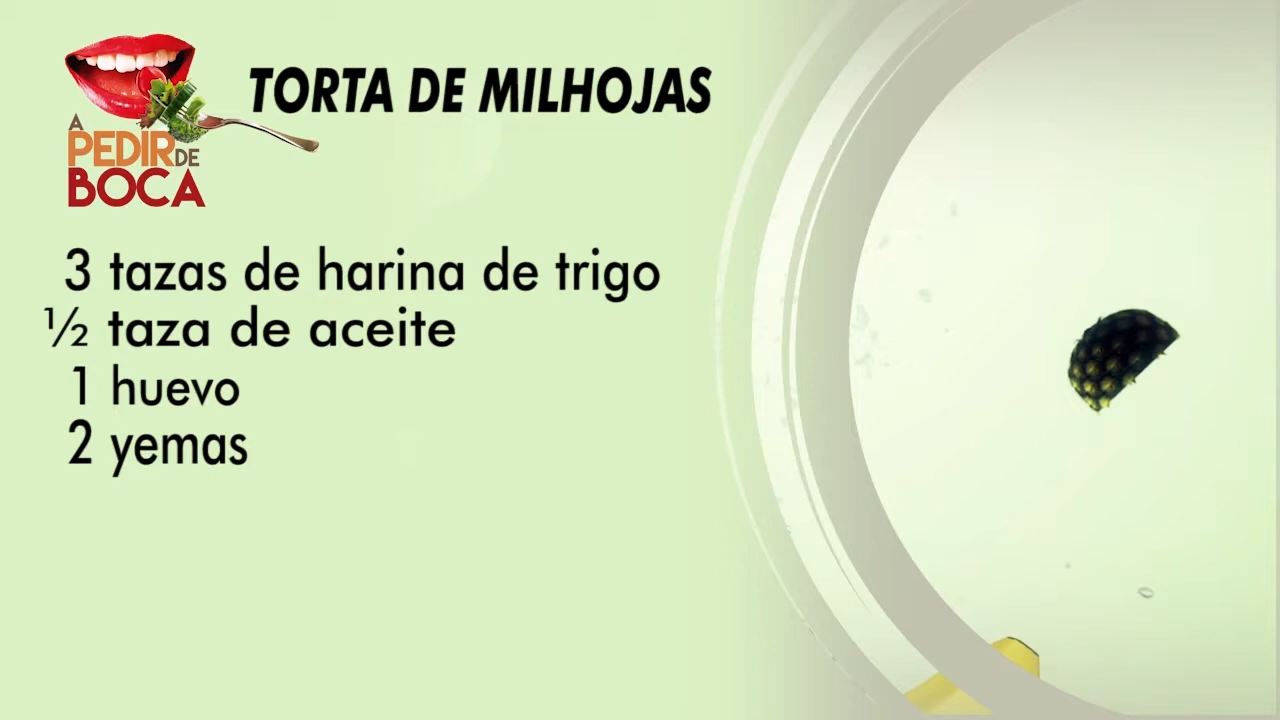 A
PEDIR DE
BOCA
TORTA DE MILHOJAS
3 tazas de harina de trigo
½ taza de aceite
1 huevo
2 yemas